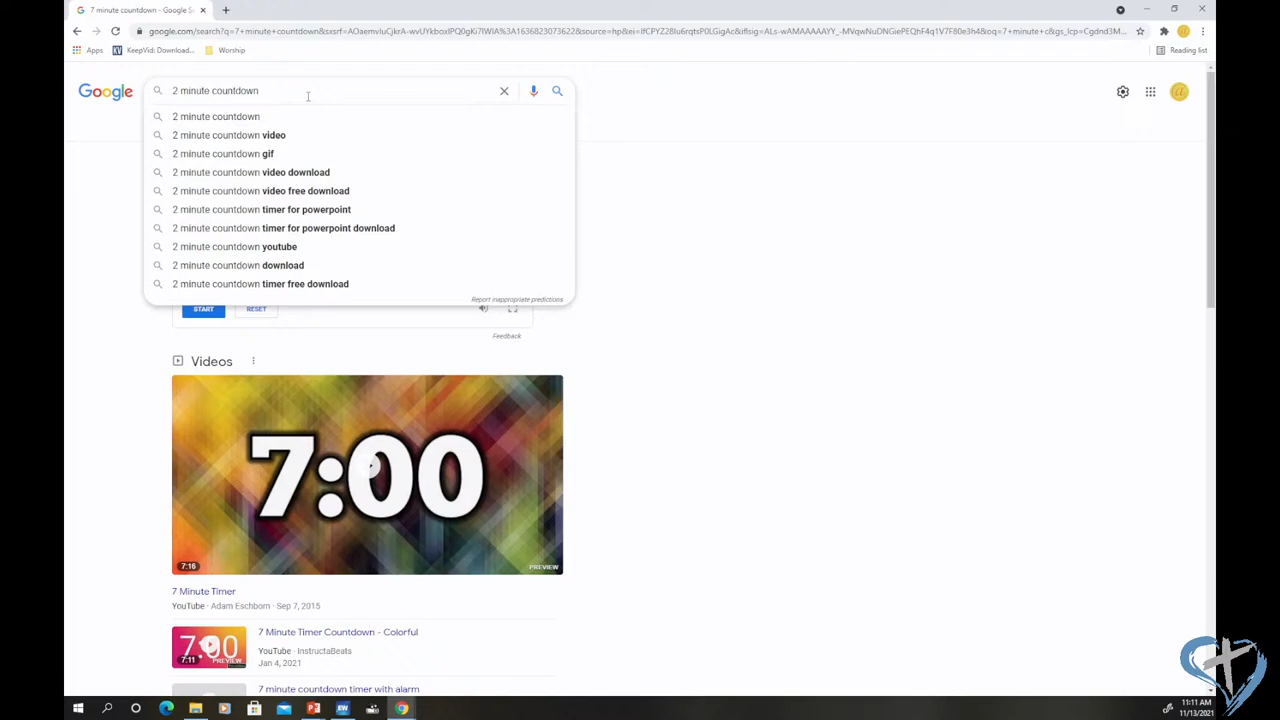 7 minute countdown - Google S
google.com/search?q=7+minute+countdown&sxsrf=
Apps
KeepVid: Download...
Worship
Reading list
Google
2 minute countdown
2 minute countdown
2 minute countdown video
2 minute countdown gif
2 minute countdown video download
2 minute countdown video free download
2 minute countdown timer for powerpoint
2 minute countdown timer for powerpoint download
2 minute countdown youtube
2 minute countdown download
2 minute countdown timer free download
Report inappropriate predictions
START
RESET
Feedback
Videos
7:00
7:16
PREVIEW
7 Minute Timer
YouTube · Adam Eschborn · Sep 7, 2015
7:00
7:11
PREVIEW
7 Minute Timer Countdown - Colorful
YouTube · InstructaBeats
Jan 4, 2021
7 minute countdown timer with alarm
11:11 AM
11/13/2021